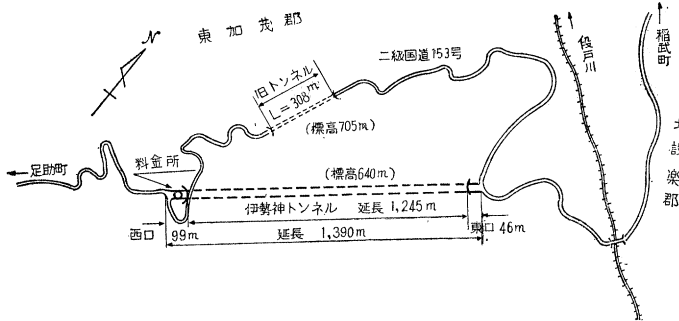 N
東加茂郡
二級国道153号
旧トンネル
L=308m
(標高705m)
段戸川
稲武町
北設楽郡
足助町
料金所
(標高640m)
伊勢神トンネル 延長1,245m
西口 99m
東口 46m
延長 1,390m